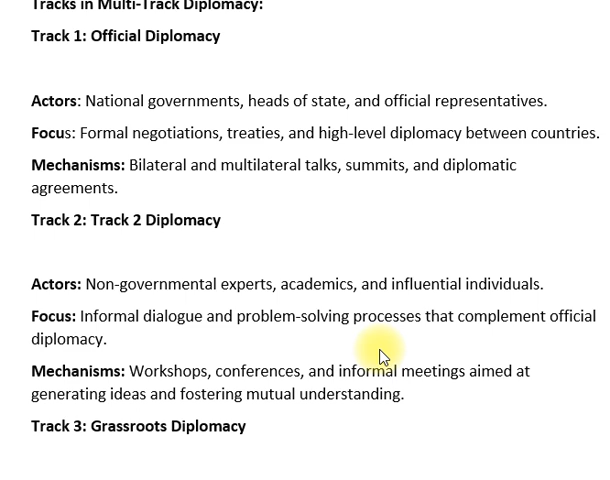 Tracks in Multi-Track Diplomacy:
Track 1: Official Diplomacy
Actors: National governments, heads of state, and official representatives.
Focus: Formal negotiations, treaties, and high-level diplomacy between countries.
Mechanisms: Bilateral and multilateral talks, summits, and diplomatic
agreements.
Track 2: Track 2 Diplomacy
Actors: Non-governmental experts, academics, and influential individuals.
Focus: Informal dialogue and problem-solving processes that complement official
diplomacy.
Mechanisms: Workshops, conferences, and informal meetings aimed at
generating ideas and fostering mutual understanding.
Track 3: Grassroots Diplomacy